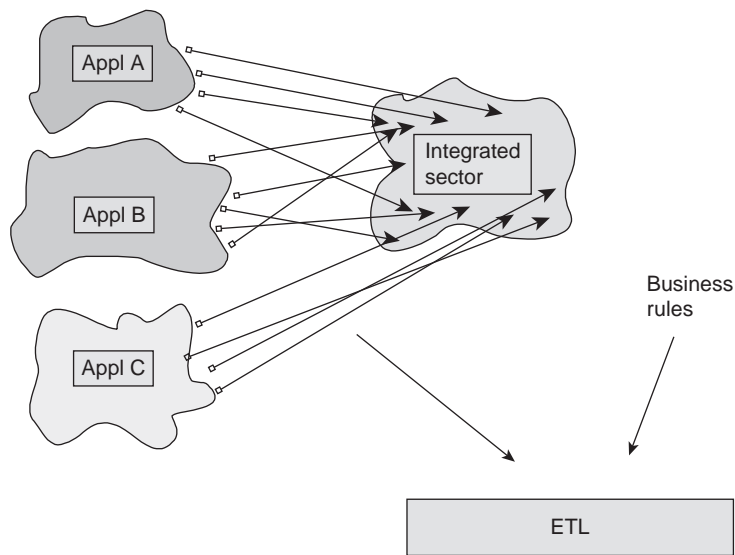 Appl A
Integrated
sector
Appl B
Business
rules
Appl C
ETL